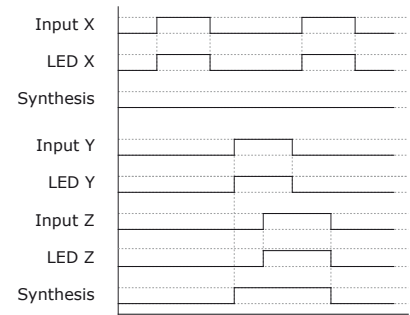 Input X
LED X
Synthesis
Input Y
LED Y
Input Z
LED Z
Synthesis